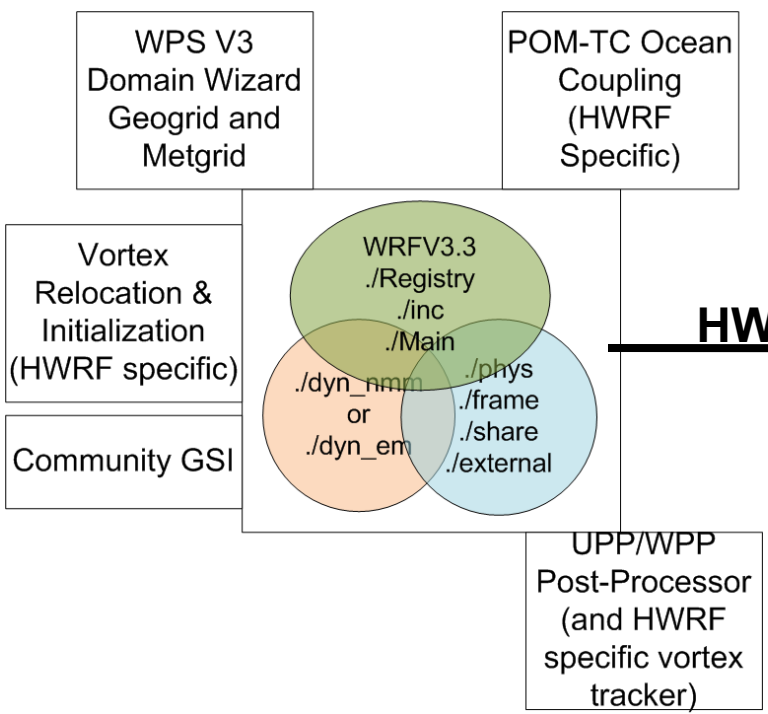 WPS V3
Domain Wizard
Geogrid and
Metgrid
POM-TC Ocean
Coupling
(HWRF
Specific)
Vortex
Relocation &
Initialization
(HWRF specific)
Community GSI
WRFV3.3
./Registry
./inc
./Main
./dyn_nmm
or
./dyn_em
./phys
./frame
./share
./external
HW
UPP/WPP
Post-Processor
(and HWRF
specific vortex
tracker)